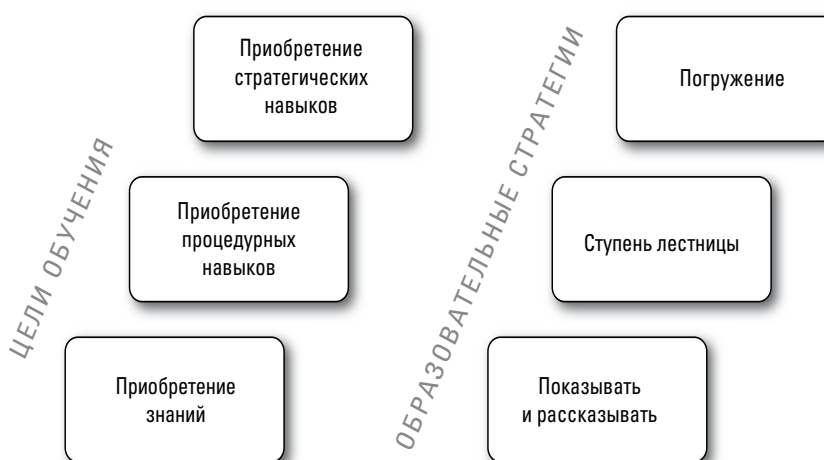 ЦЕЛИ ОБУЧЕНИЯ
Приобретение
стратегических
навыков
Приобретение
процедурных
навыков
Приобретение
знаний
ОБРАЗОВАТЕЛЬНЫЕ СТРАТЕГИИ
Погружение
Ступень лестницы
Показывать
и рассказывать